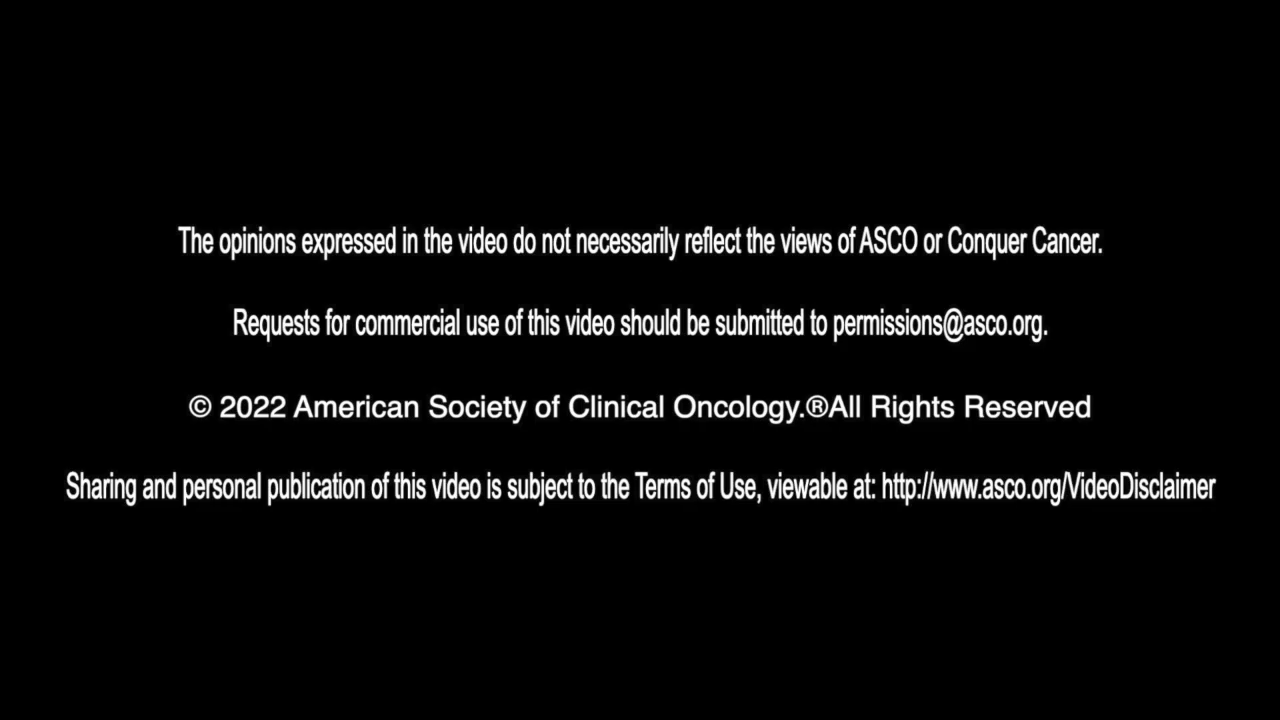 The opinions expressed in the video do not necessarily reflect the views of ASCO or Conquer Cancer.
Requests for commercial use of this video should be submitted to permissions@asco.org.
© 2022 American Society of Clinical Oncology.®All Rights Reserved
Sharing and personal publication of this video is subject to the Terms of Use, viewable at: http://www.asco.org/VideoDisclaimer